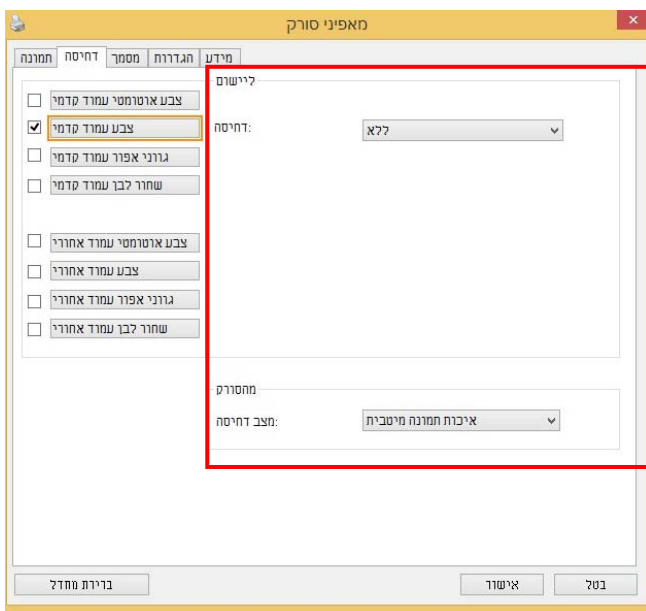 מאפיני סורק
תמונה דחיסה מסמך הגדרות מידע
צבע אוטומטי עמוד קדמי
צבע עמוד קדמי
גווני אפור עמוד קדמי
שחור לבן עמוד קדמי
צבע אוטומטי עמוד אחורי
צבע עמוד אחורי
גווני אפור עמוד אחורי
שחור לבן עמוד אחורי
ליישום
דחיסה:
ללא
מהסורק
מצב דחיסה:
איכות תמונה מיטבית
ברירת מחדל
אישור
בטל